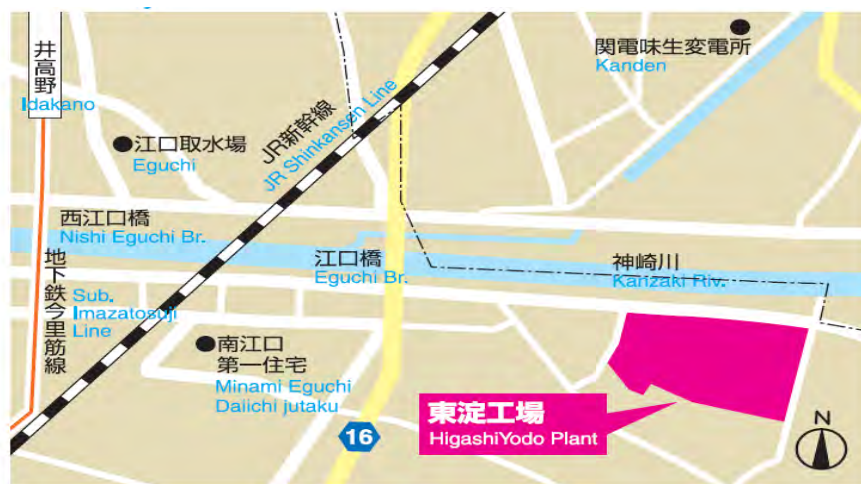 井高野
Idakano
関電味生変電所
Kanden
江口取水場
Eguchi
JR新幹線
JR Shinkansen Line
西江口橋
Nishi Eguchi Br.
江口橋
Eguchi Br.
神崎川
Kanzaki Riv.
地下鉄今里筋線
Sub.
Imazatosuji
Line
南江口
第一住宅
Minami Eguchi
Daiichi jutaku
東淀工場
HigashiYodo Plant
16
N